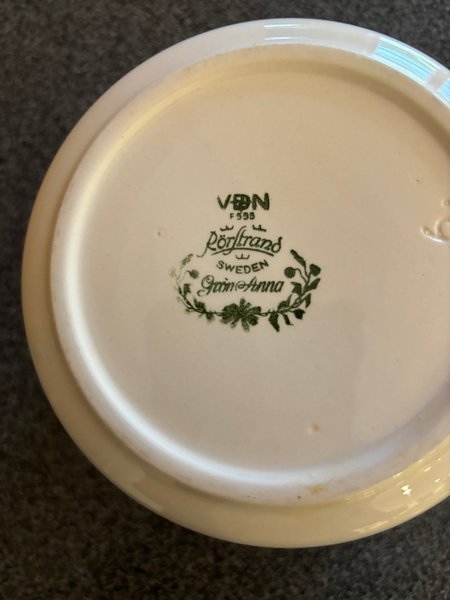 VDN
F 598
Rörstrand
SWEDEN
Grön Anna